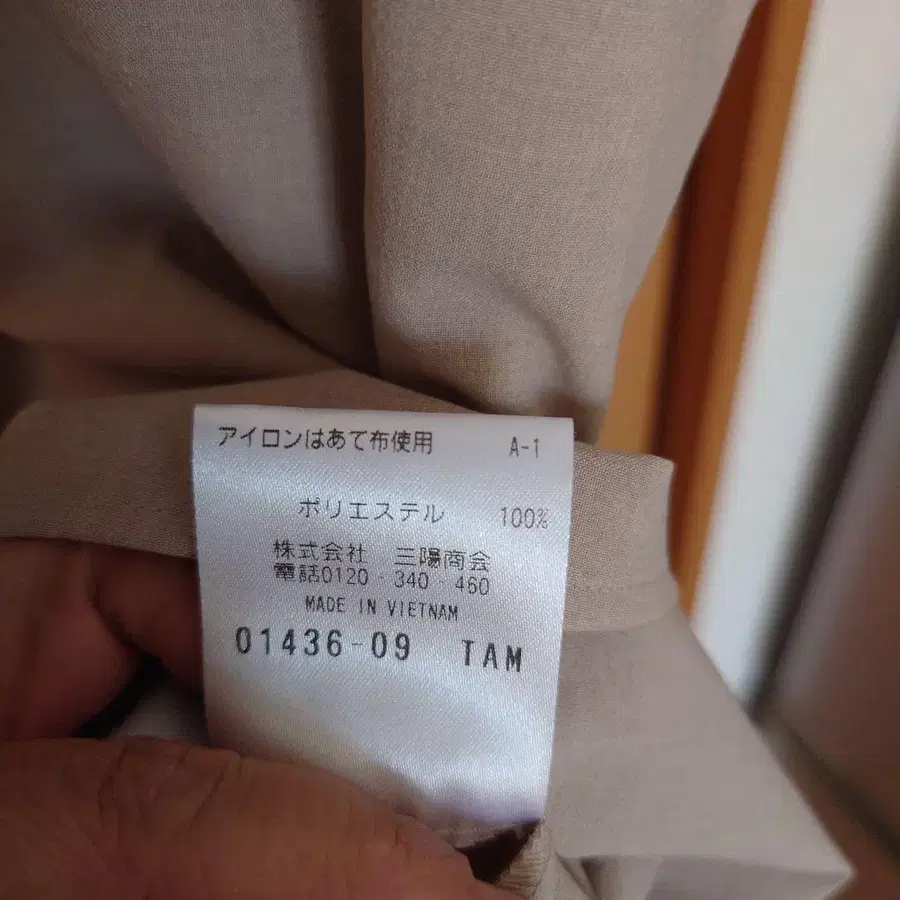 アイロンはあて布使用 A-1
ポリエステル 100%
株式会社 三陽商会
電話0120-340-460
MADE IN VIETNAM
01436-09 TAM